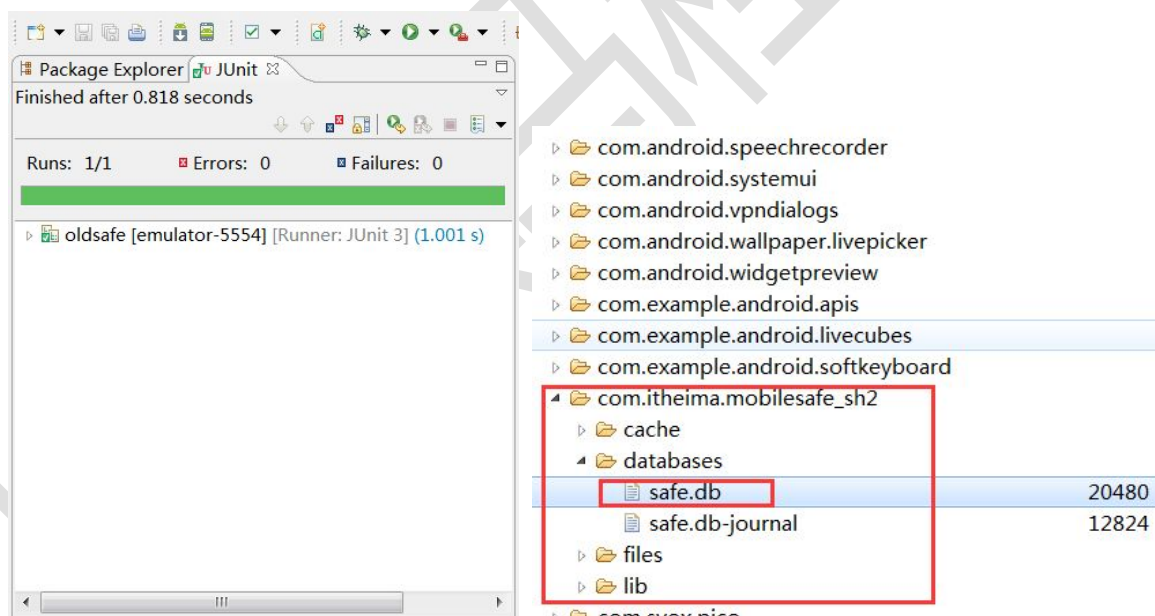 Package Explorer
JUnit
Finished after 0.818 seconds
Runs: 1/1
Errors: 0
Failures: 0
oldsafe [emulator-5554] [Runner: JUnit 3] (1.001 s)
com.android.speechrecorder
com.android.systemui
com.android.vpndialogs
com.android.wallpaper.livepicker
com.android.widgetpreview
com.example.android.apis
com.example.android.livecubes
com.example.android.softkeyboard
com.itheima.mobilesafe_sh2
cache
databases
safe.db 20480
safe.db-journal 12824
files
lib
com.svox.pico